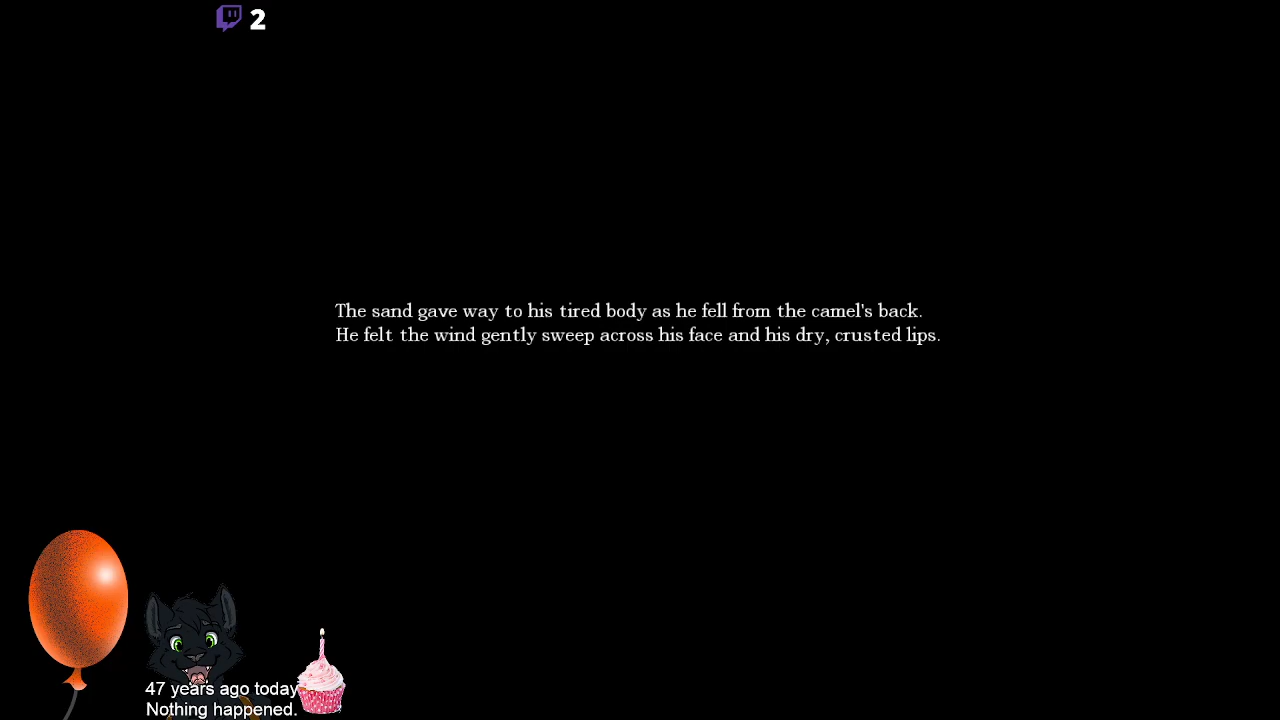 2
The sand gave way to his tired body as he fell from the camel's back.
He felt the wind gently sweep across his face and his dry, crusted lips.
47 years ago today
Nothing happened.